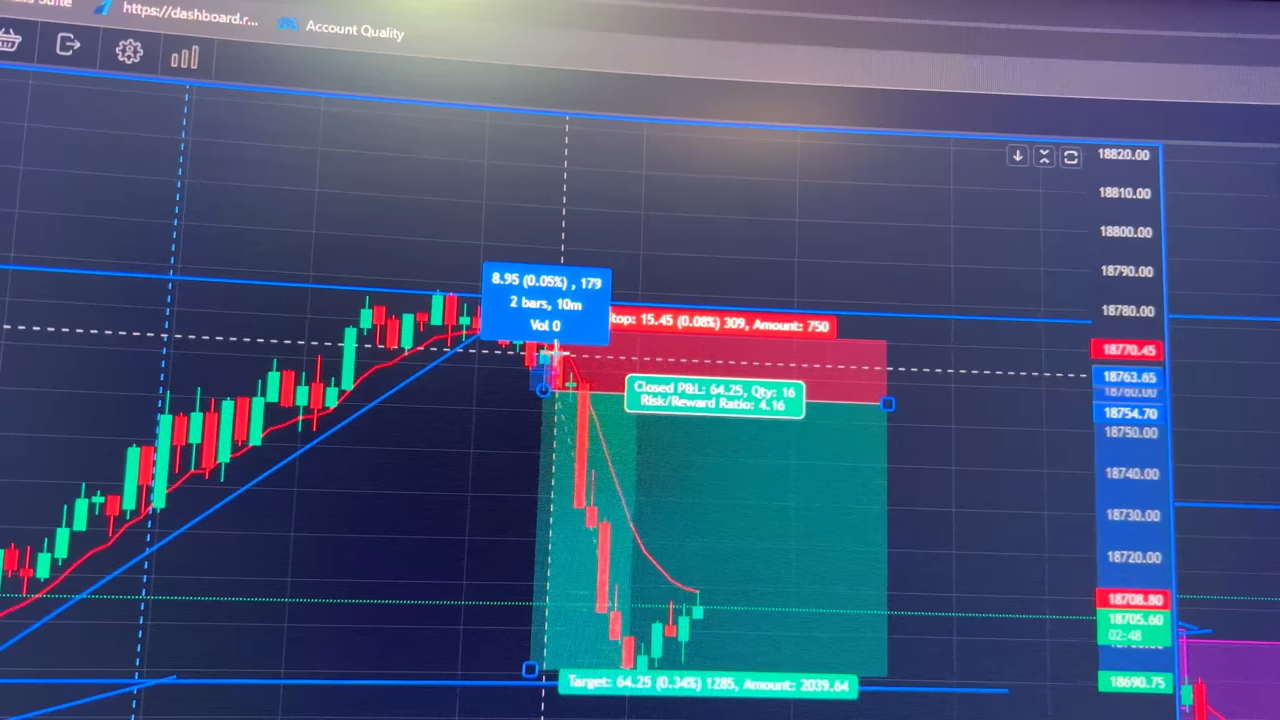 Suite
https://dashboard.r...
Account Quality
18820.00
18810.00
18800.00
18790.00
18780.00
18770.45
18763.65
18760.00
18754.70
18750.00
18740.00
18730.00
18720.00
18708.80
18705.60
02:48
18690.75
8.95 (0.05%) , 179
2 bars, 10m
Vol 0
Stop: 15.45 (0.08%) 309, Amount: 750
Closed P&L: 64.25, Qty: 16
Risk/Reward Ratio: 4.16
Target: 64.25 (0.34%) 1285, Amount: 2039.64